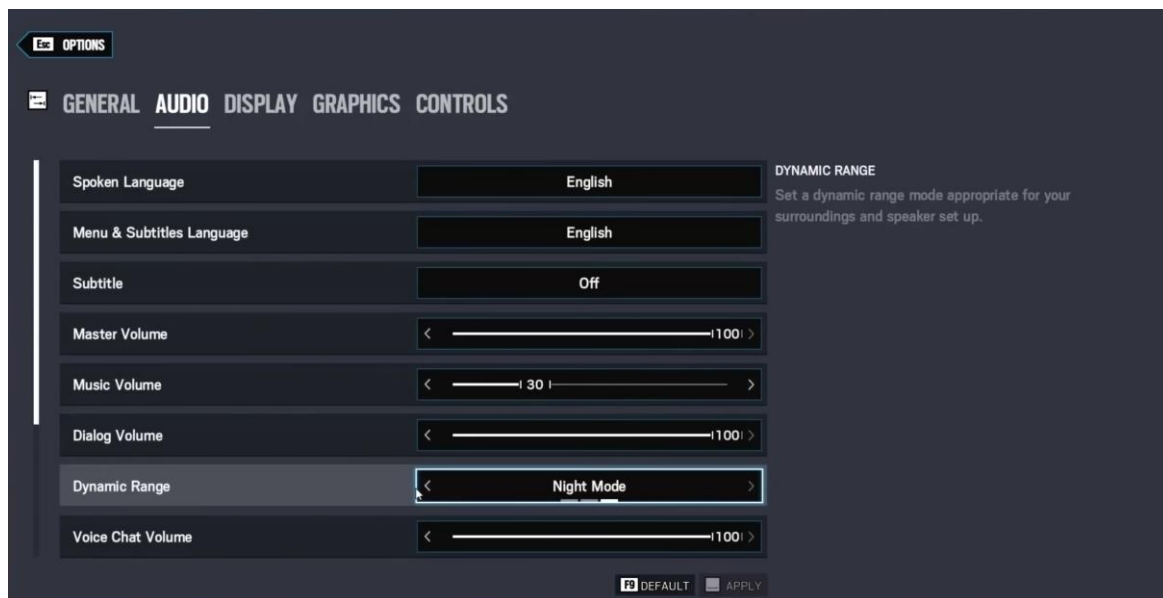 Esc OPTIONS
GENERAL AUDIO DISPLAY GRAPHICS CONTROLS
Spoken Language English
Menu & Subtitles Language English
Subtitle Off
Master Volume 100
Music Volume 30
Dialog Volume 100
Dynamic Range Night Mode
Voice Chat Volume 100
DYNAMIC RANGE
Set a dynamic range mode appropriate for your
surroundings and speaker set up.
F9 DEFAULT APPLY